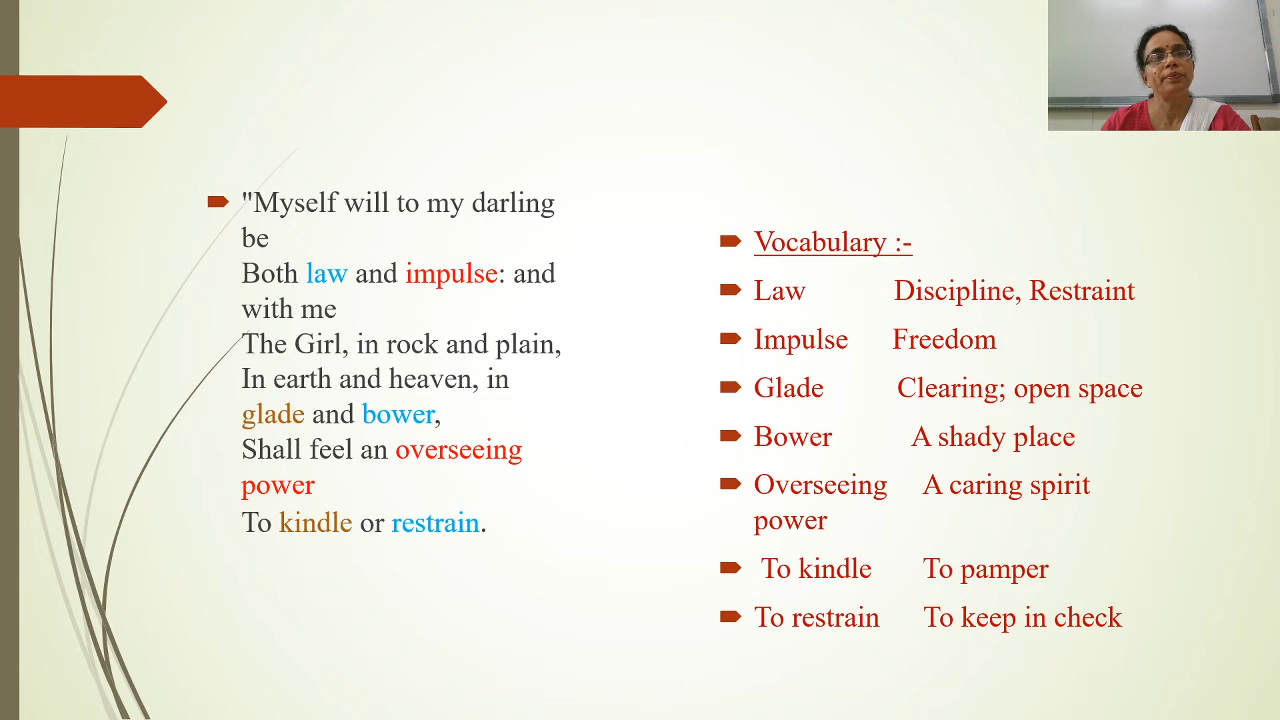 "Myself will to my darling
be
Both law and impulse: and
with me
The Girl, in rock and plain,
In earth and heaven, in
glade and bower,
Shall feel an overseeing
power
To kindle or restrain.
Vocabulary :-
Law Discipline, Restraint
Impulse Freedom
Glade Clearing; open space
Bower A shady place
Overseeing A caring spirit
power
To kindle To pamper
To restrain To keep in check